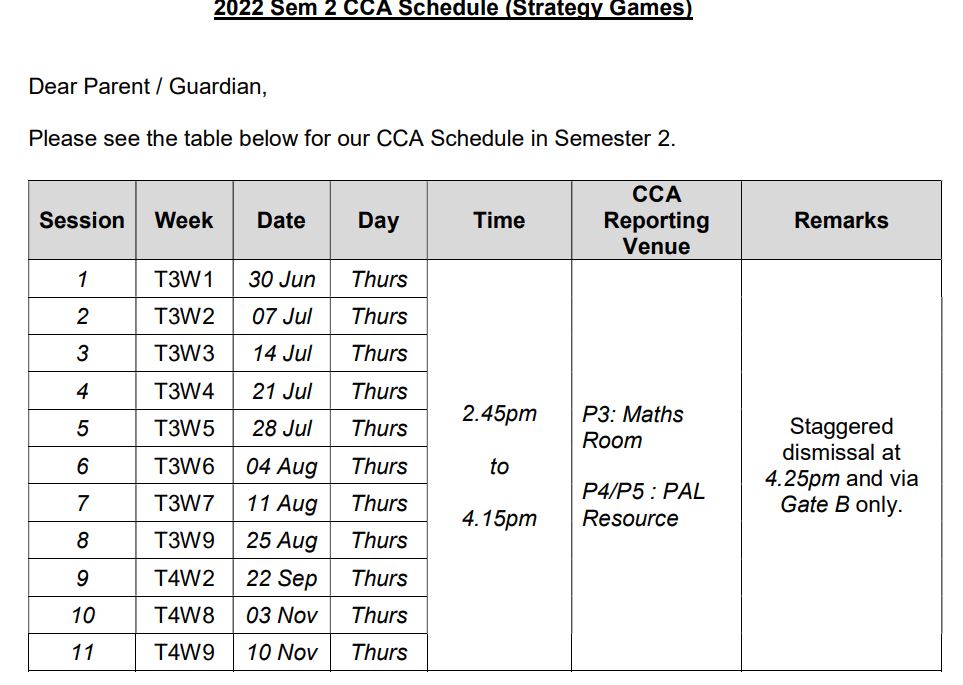 2022 Sem 2 CCA Schedule (Strategy Games)
Dear Parent / Guardian,
Please see the table below for our CCA Schedule in Semester 2.
Session Week Date Day Time CCA Reporting Venue Remarks
1 T3W1 30 Jun Thurs
2 T3W2 07 Jul Thurs
3 T3W3 14 Jul Thurs
4 T3W4 21 Jul Thurs
5 T3W5 28 Jul Thurs
6 T3W6 04 Aug Thurs
7 T3W7 11 Aug Thurs
8 T3W9 25 Aug Thurs
9 T4W2 22 Sep Thurs
10 T4W8 03 Nov Thurs
11 T4W9 10 Nov Thurs
2.45pm
to
4.15pm
P3: Maths
Room
P4/P5 : PAL
Resource
Staggered
dismissal at
4.25pm and via
Gate B only.